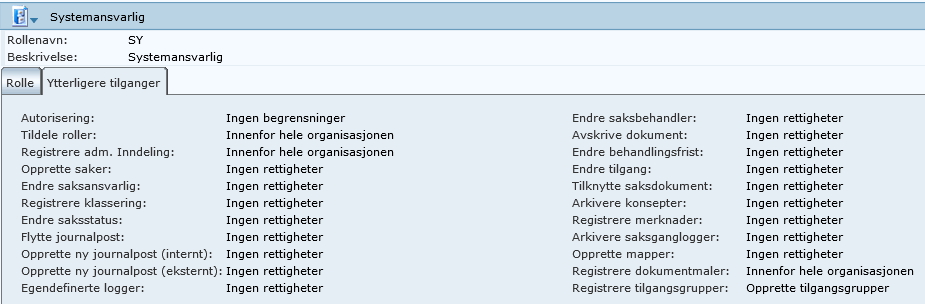 Systemansvarlig
Rollenavn: SY
Beskrivelse: Systemansvarlig
Rolle Ytterligere tilganger
Autorisering: Ingen begrensninger
Tildele roller: Innenfor hele organisasjonen
Registrere adm. Inndeling: Innenfor hele organisasjonen
Opprette saker: Ingen rettigheter
Endre saksansvarlig: Ingen rettigheter
Registrere klassering: Ingen rettigheter
Endre saksstatus: Ingen rettigheter
Flytte journalpost: Ingen rettigheter
Opprette ny journalpost (internt): Ingen rettigheter
Opprette ny journalpost (eksternt): Ingen rettigheter
Egendefinerte logger: Ingen rettigheter
Endre saksbehandler: Ingen rettigheter
Avskrive dokument: Ingen rettigheter
Endre behandlingsfrist: Ingen rettigheter
Endre tilgang: Ingen rettigheter
Tilknytte saksdokument: Ingen rettigheter
Arkivere konsepter: Ingen rettigheter
Registrere merknader: Ingen rettigheter
Arkivere saksganglogger: Ingen rettigheter
Opprette mapper: Ingen rettigheter
Registrere dokumentmaler: Innenfor hele organisasjonen
Registrere tilgangsgrupper: Opprette tilgangsgrupper